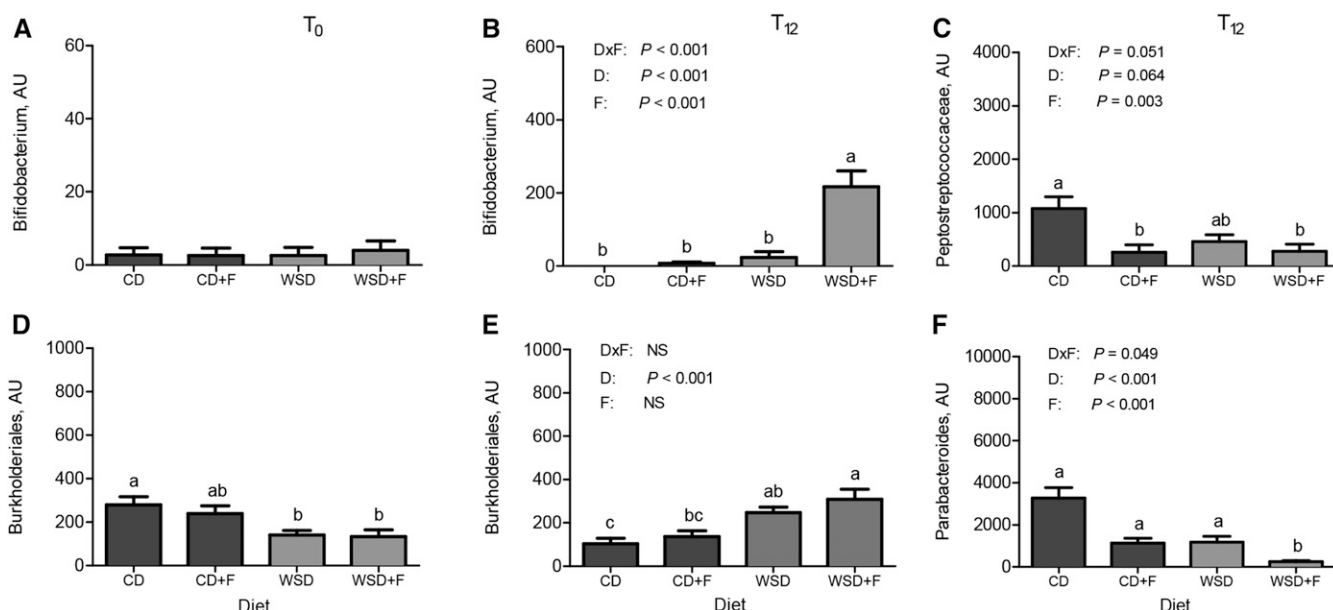 A
T0
Bifidobacterium, AU
60
40
20
0
CD
CD+F
WSD
WSD+F
B
T12
Bifidobacterium, AU
600
400
200
0
DxF: P < 0.001
D: P < 0.001
F: P < 0.001
b
b
b
a
CD
CD+F
WSD
WSD+F
C
T12
Peptostreptococcaceae, AU
4000
3000
2000
1000
0
DxF: P = 0.051
D: P = 0.064
F: P = 0.003
a
b
ab
b
CD
CD+F
WSD
WSD+F
D
Burkholderiales, AU
1000
800
600
400
200
0
a
ab
b
b
CD
CD+F
WSD
WSD+F
Diet
E
Burkholderiales, AU
1000
800
600
400
200
0
DxF: NS
D: P < 0.001
F: NS
c
bc
ab
a
CD
CD+F
WSD
WSD+F
Diet
F
Parabacteroides, AU
10000
8000
6000
4000
2000
0
DxF: P = 0.049
D: P < 0.001
F: P < 0.001
a
a
a
b
CD
CD+F
WSD
WSD+F
Diet